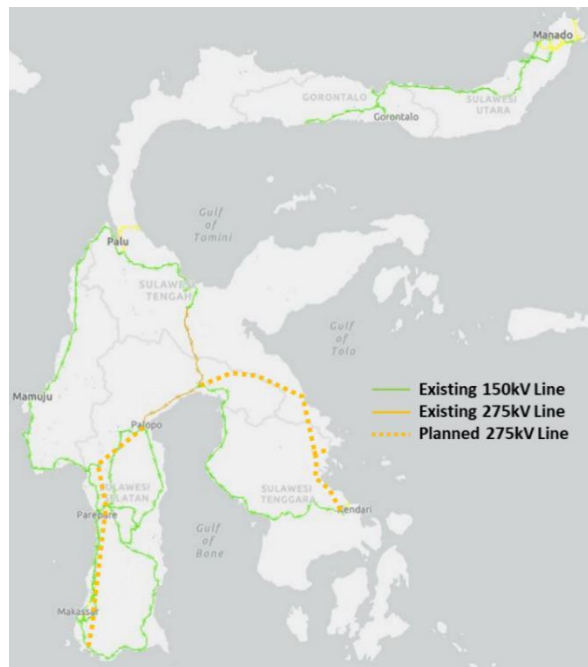 Manado
GORONTALO
SULAWESI
UTARA
Gorontalo
Gulf
of
Tomini
Palu
SULAWESI
TENGAH
Gulf
of
Tolo
Existing 150kV Line
Mamuju
Existing 275kV Line
Planned 275kV Line
Palopo
SULAWESI
SELATAN
SULAWESI
TENGGARA
Parepare
Kendari
Gulf
of
Bone
Makassar